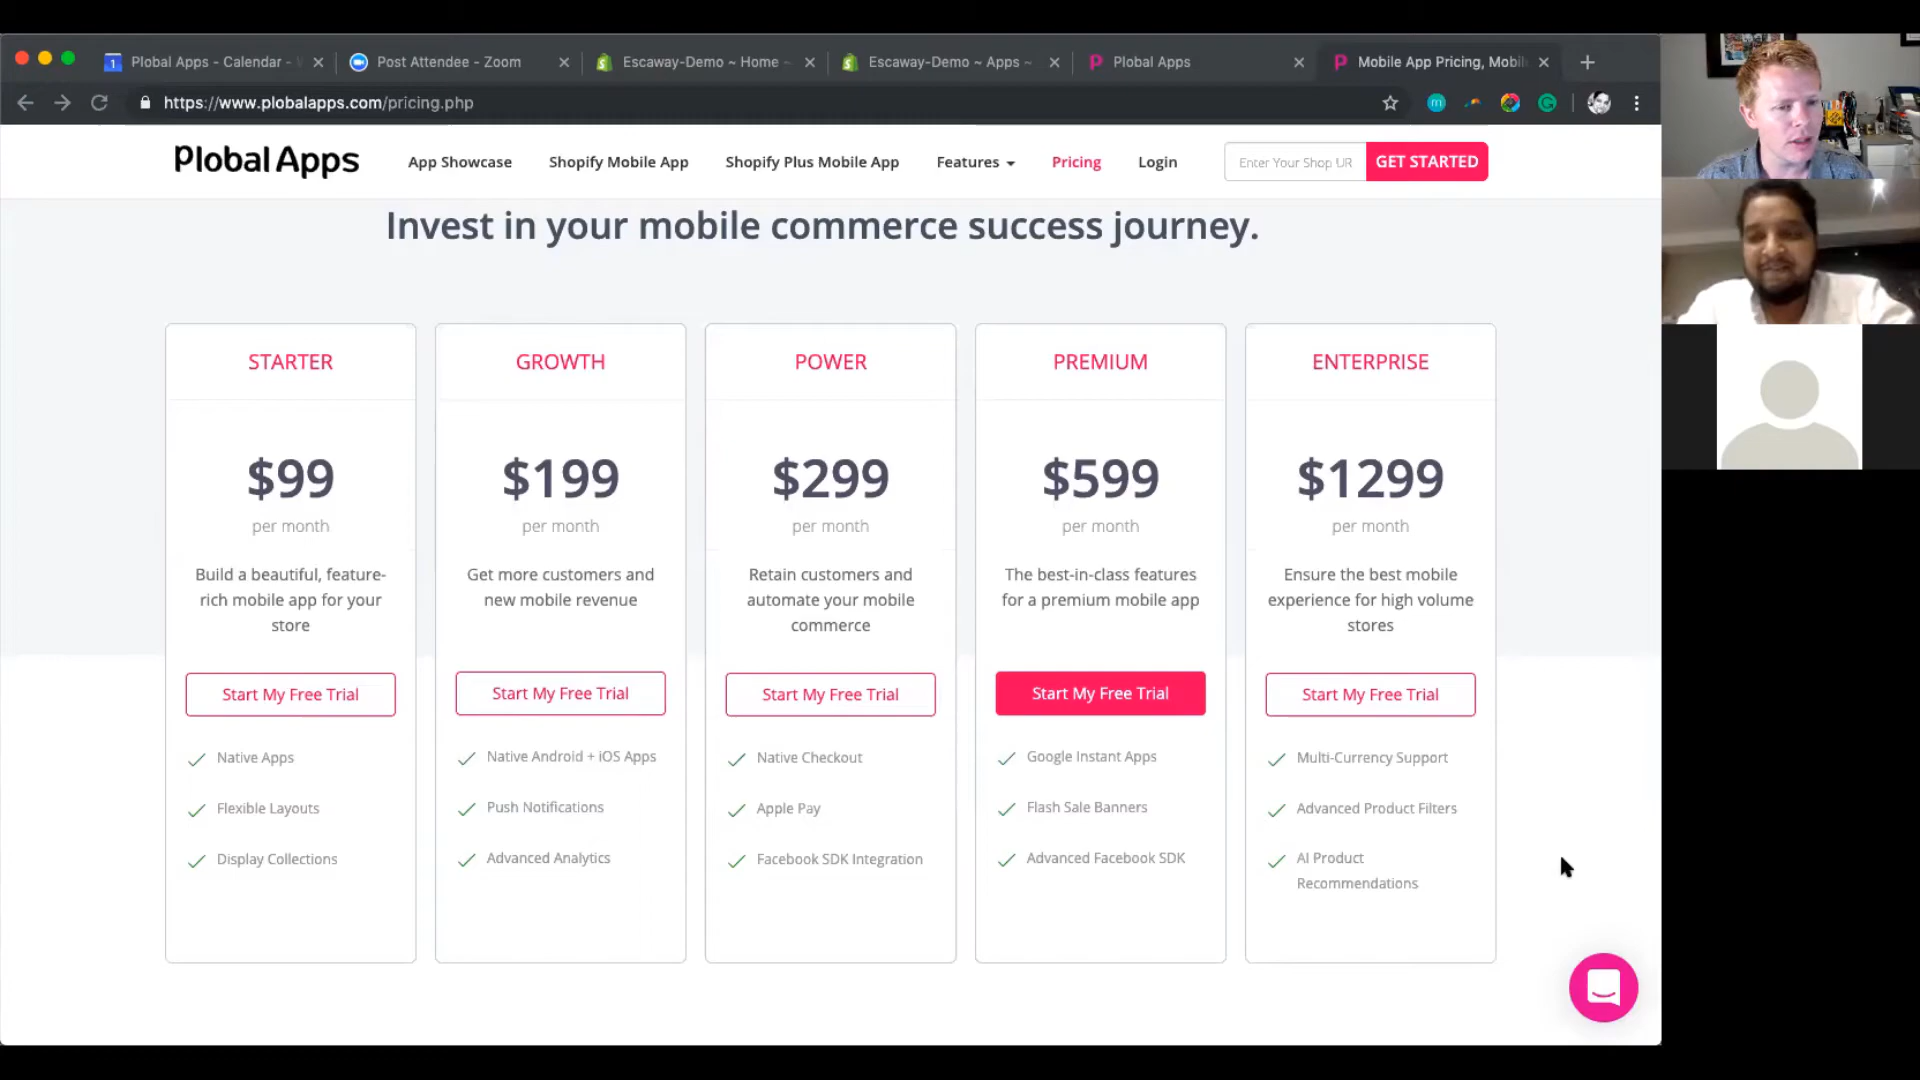 Plobal Apps - Calendar -
Post Attendee - Zoom
Escaway-Demo ~ Home ~
Escaway-Demo ~ Apps ~
Plobal Apps
Mobile App Pricing, Mobil
https://www.plobalapps.com/pricing.php
Plobal Apps
App Showcase
Shopify Mobile App
Shopify Plus Mobile App
Features
Pricing
Login
Enter Your Shop UR
GET STARTED
Invest in your mobile commerce success journey.
STARTER
$99
per month
Build a beautiful, feature-
rich mobile app for your
store
Start My Free Trial
Native Apps
Flexible Layouts
Display Collections
GROWTH
$199
per month
Get more customers and
new mobile revenue
Start My Free Trial
Native Android + iOS Apps
Push Notifications
Advanced Analytics
POWER
$299
per month
Retain customers and
automate your mobile
commerce
Start My Free Trial
Native Checkout
Apple Pay
Facebook SDK Integration
PREMIUM
$599
per month
The best-in-class features
for a premium mobile app
Start My Free Trial
Google Instant Apps
Flash Sale Banners
Advanced Facebook SDK
ENTERPRISE
$1299
per month
Ensure the best mobile
experience for high volume
stores
Start My Free Trial
Multi-Currency Support
Advanced Product Filters
AI Product
Recommendations